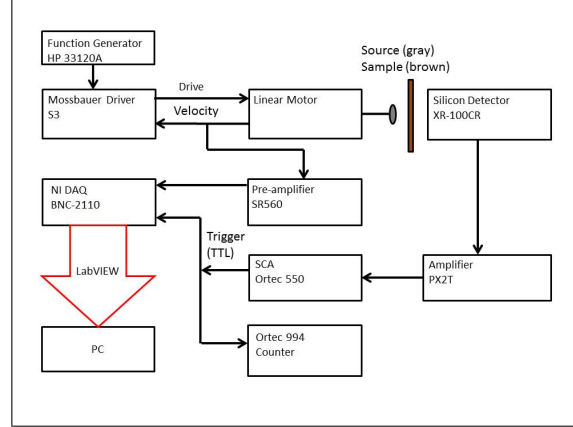 Function Generator
HP 33120A
Source (gray)
Sample (brown)
Mossbauer Driver
S3
Drive
Velocity
Linear Motor
Silicon Detector
XR-100CR
NI DAQ
BNC-2110
Pre-amplifier
SR560
Trigger
(TTL)
LabVIEW
SCA
Ortec 550
Amplifier
PX2T
PC
Ortec 994
Counter